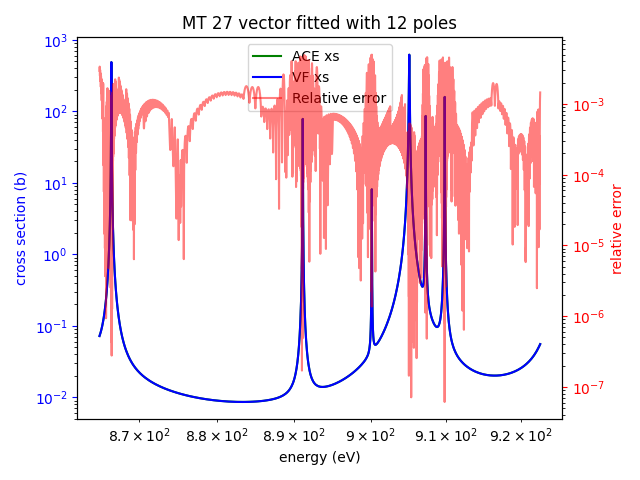 MT 27 vector fitted with 12 poles
ACE xs
VF xs
Relative error
cross section (b)
10³
10²
10¹
10⁰
10⁻¹
10⁻²
relative error
10⁻³
10⁻⁴
10⁻⁵
10⁻⁶
10⁻⁷
8.7 × 10² 8.8 × 10² 8.9 × 10² 9 × 10² 9.1 × 10² 9.2 × 10²
energy (eV)